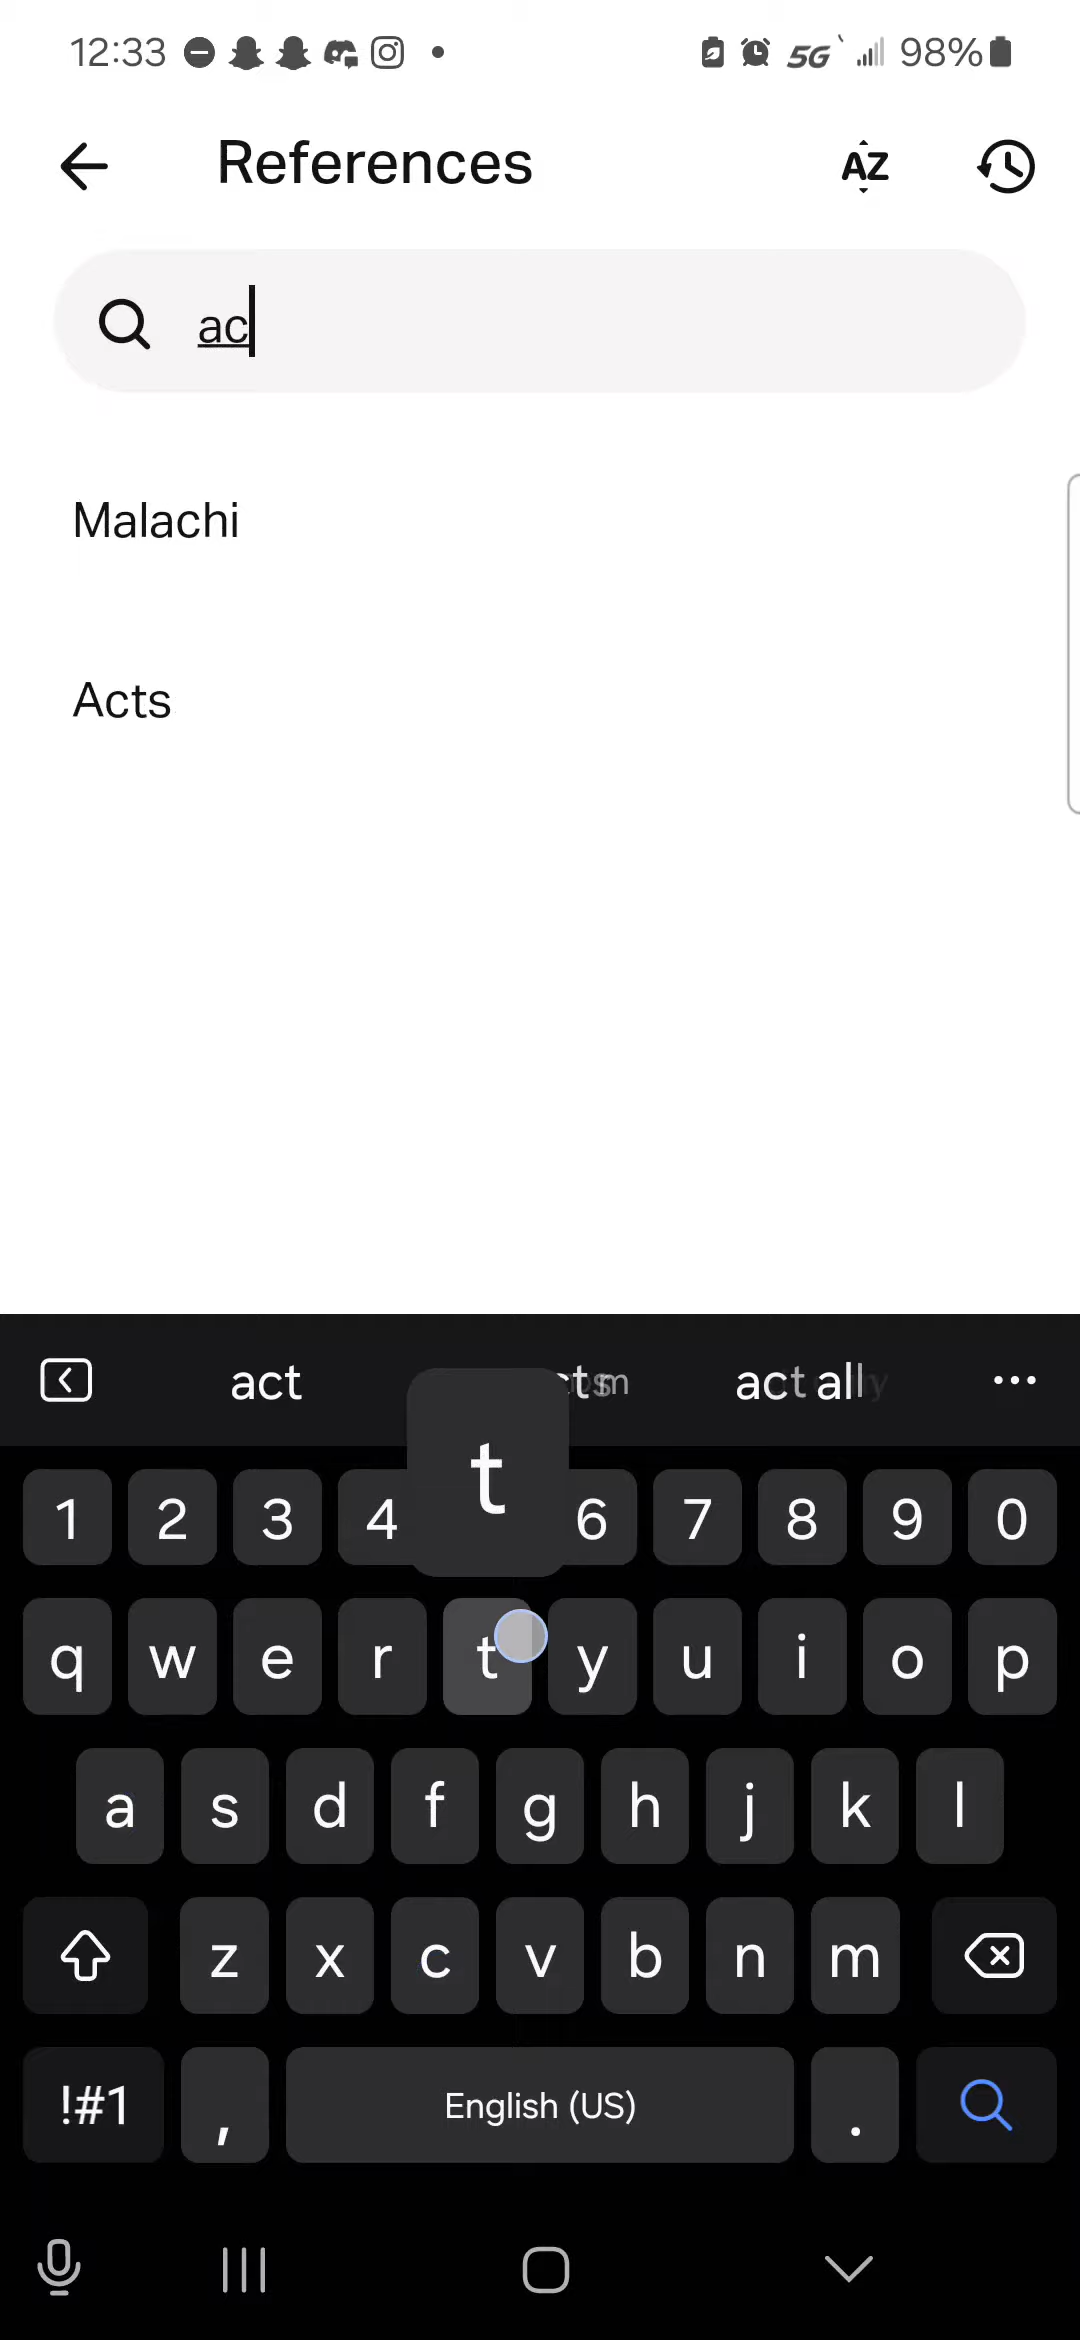 12:33 5G 98%
References AZ
ac
Malachi
Acts
act act all
t
1 2 3 4 6 7 8 9 0
q w e r t y u i o p
a s d f g h j k l
z x c v b n m
!#1 , English (US) .